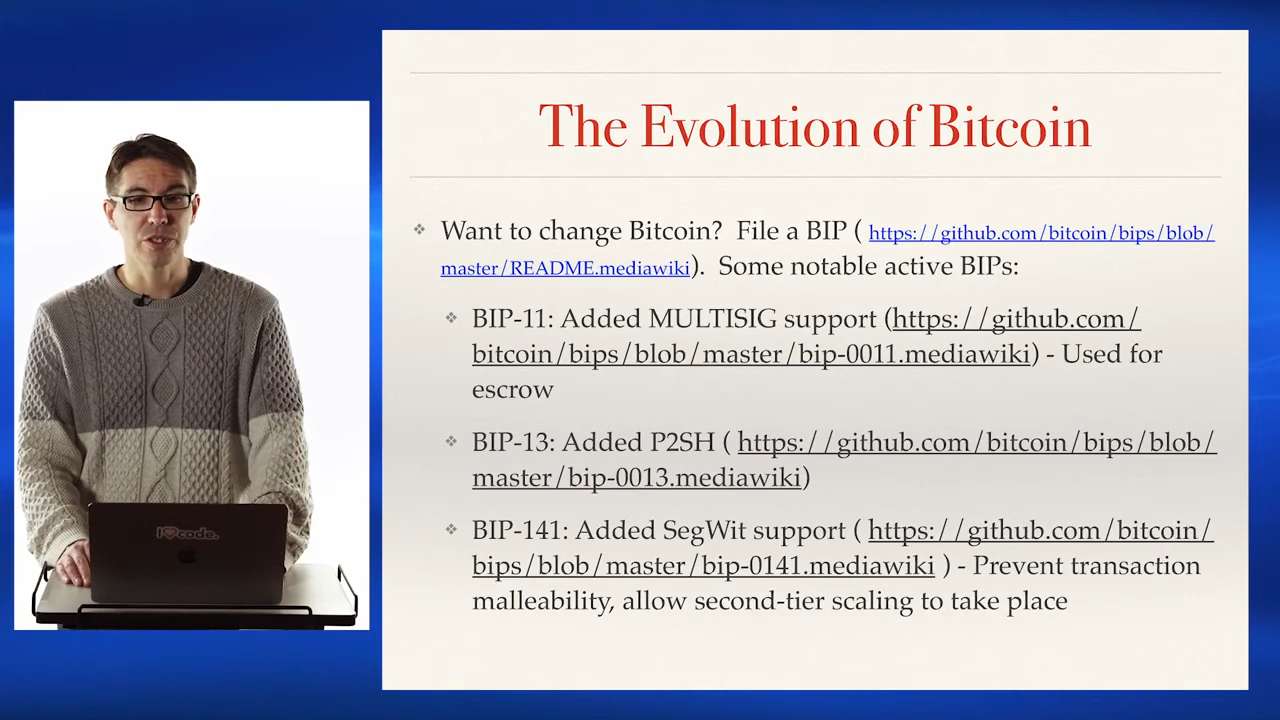 The Evolution of Bitcoin
❖ Want to change Bitcoin? File a BIP ( https://github.com/bitcoin/bips/blob/
master/README.mediawiki). Some notable active BIPs:
❖ BIP-11: Added MULTISIG support (https://github.com/
bitcoin/bips/blob/master/bip-0011.mediawiki) - Used for
escrow
❖ BIP-13: Added P2SH ( https://github.com/bitcoin/bips/blob/
master/bip-0013.mediawiki)
❖ BIP-141: Added SegWit support ( https://github.com/bitcoin/
bips/blob/master/bip-0141.mediawiki ) - Prevent transaction
malleability, allow second-tier scaling to take place
I code.